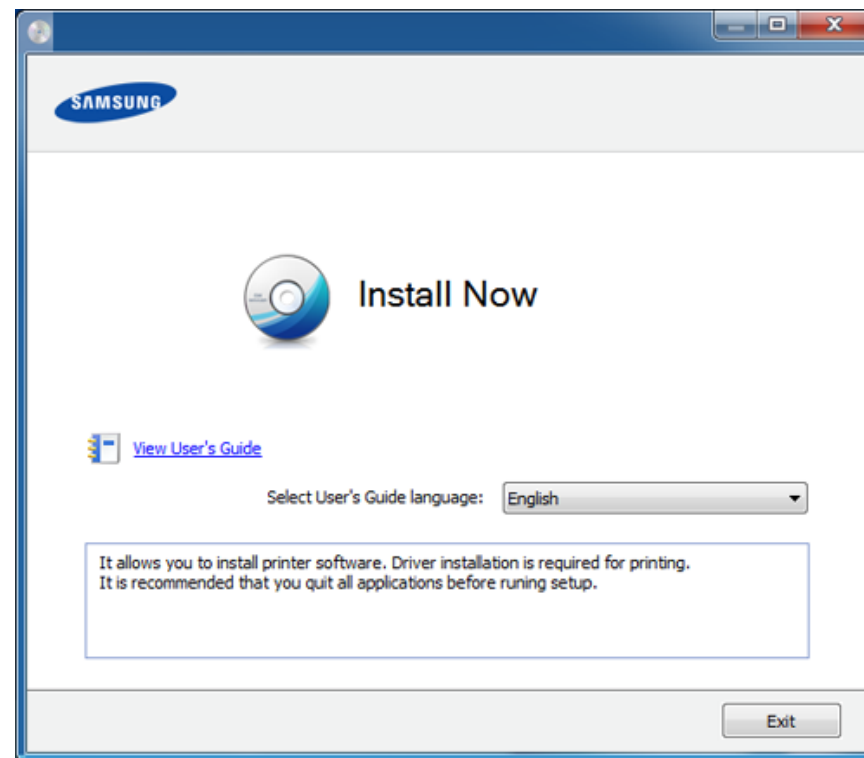 SAMSUNG
Install Now
View User's Guide
Select User's Guide language: English
It allows you to install printer software. Driver installation is required for printing.
It is recommended that you quit all applications before runing setup.
Exit